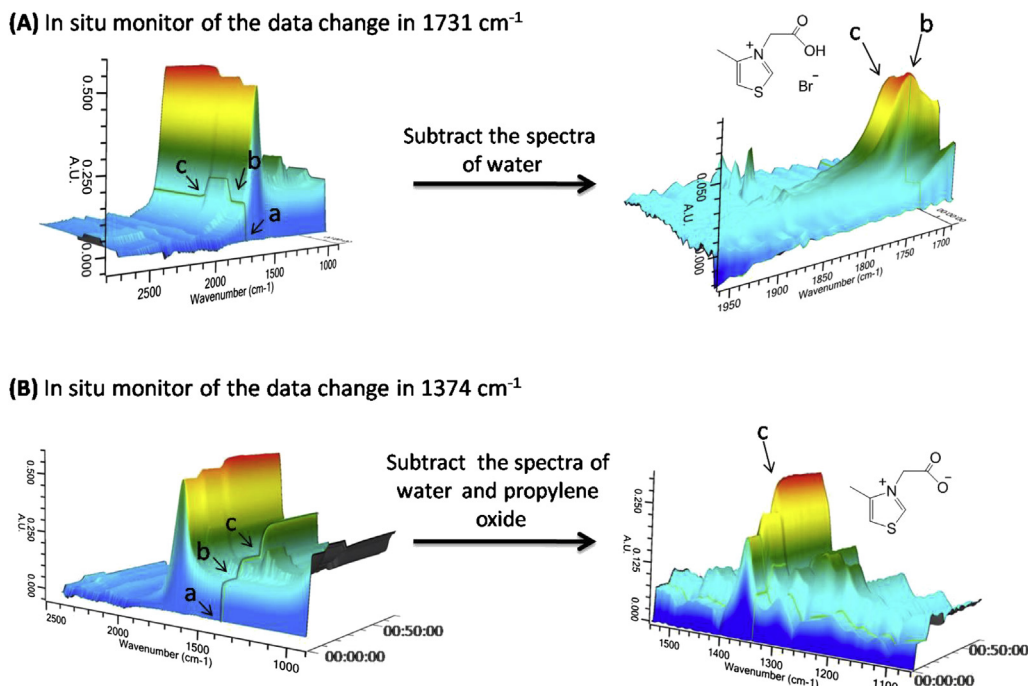 (A) In situ monitor of the data change in 1731 cm⁻¹
0.500
0.250
0.000
A.U.
c
b
a
2500
2000
1500
1000
Wavenumber (cm-1)
Subtract the spectra
of water
O
OH
+
N
S
Br⁻
c
b
0.050
A.U.
1950
1900
1850
1800
1750
1700
Wavenumber (cm-1)
00:00:00
(B) In situ monitor of the data change in 1374 cm⁻¹
0.500
0.250
0.000
A.U.
c
b
a
2500
2000
1500
1000
Wavenumber (cm-1)
00:50:00
00:00:00
Subtract the spectra of
water and propylene
oxide
c
O
O⁻
+
N
S
0.250
0.125
0.000
A.U.
1500
1400
1300
1200
1100
Wavenumber (cm-1)
00:50:00
00:00:00